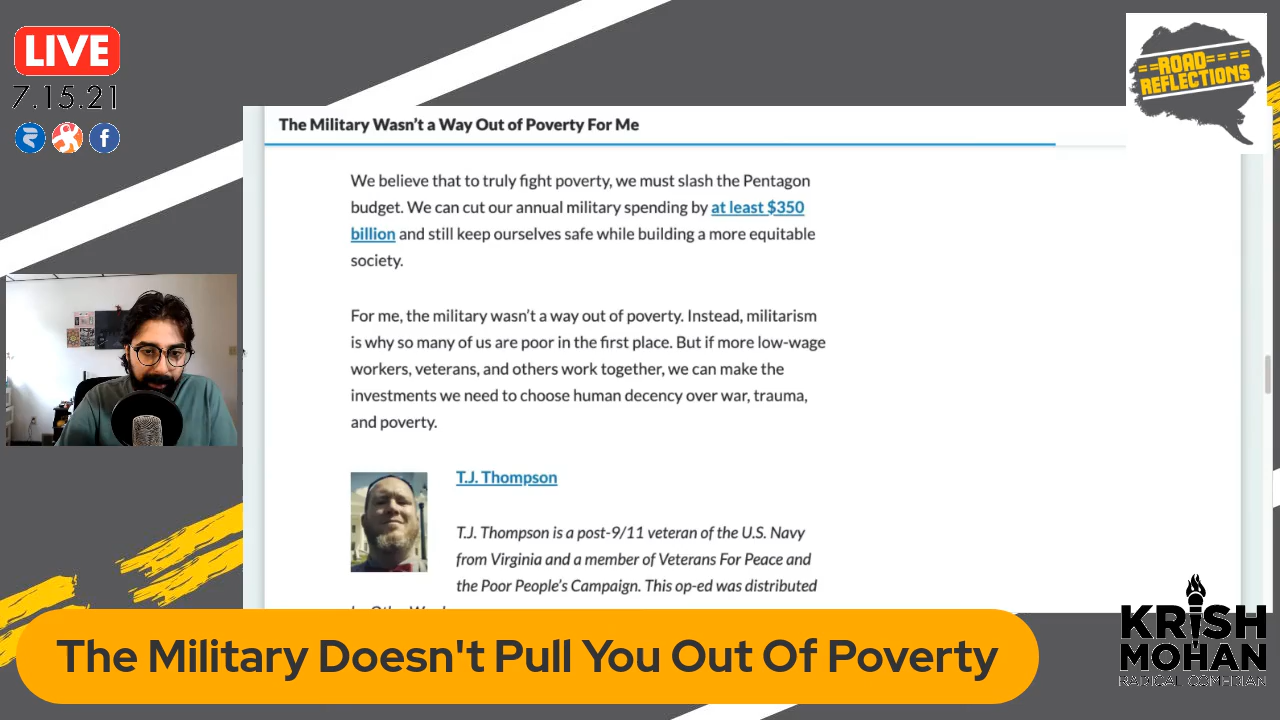 LIVE
7.15.21
==ROAD====
REFLECTIONS
The Military Wasn't a Way Out of Poverty For Me
We believe that to truly fight poverty, we must slash the Pentagon
budget. We can cut our annual military spending by at least $350
billion and still keep ourselves safe while building a more equitable
society.
For me, the military wasn't a way out of poverty. Instead, militarism
is why so many of us are poor in the first place. But if more low-wage
workers, veterans, and others work together, we can make the
investments we need to choose human decency over war, trauma,
and poverty.
T.J. Thompson
T.J. Thompson is a post-9/11 veteran of the U.S. Navy
from Virginia and a member of Veterans For Peace and
the Poor People's Campaign. This op-ed was distributed
The Military Doesn't Pull You Out Of Poverty
KRISH
MOHAN
RADICAL COMEDIAN